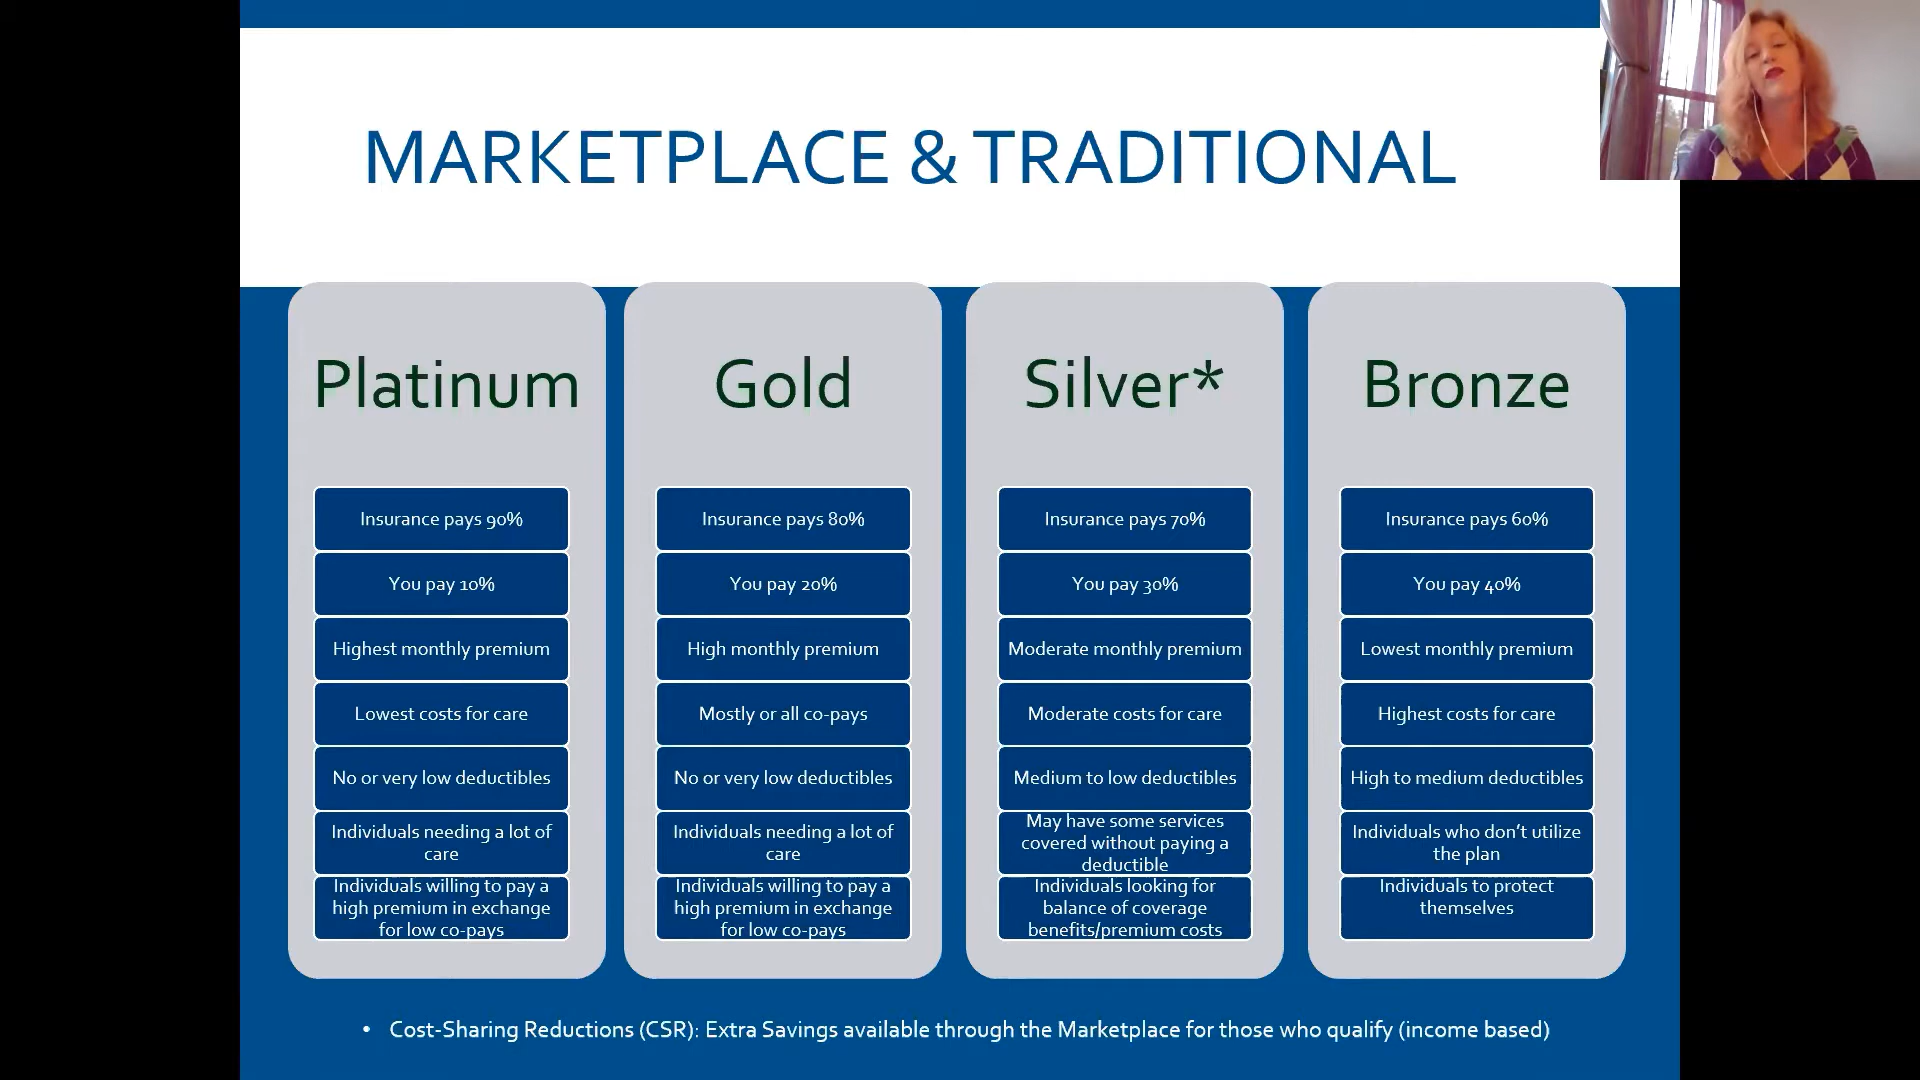 MARKETPLACE & TRADITIONAL
Platinum
Insurance pays 90%
You pay 10%
Highest monthly premium
Lowest costs for care
No or very low deductibles
Individuals needing a lot of
care
Individuals willing to pay a
high premium in exchange
for low co-pays
Gold
Insurance pays 80%
You pay 20%
High monthly premium
Mostly or all co-pays
No or very low deductibles
Individuals needing a lot of
care
Individuals willing to pay a
high premium in exchange
for low co-pays
Silver*
Insurance pays 70%
You pay 30%
Moderate monthly premium
Moderate costs for care
Medium to low deductibles
May have some services
covered without paying a
deductible
Individuals looking for
balance of coverage
benefits/premium costs
Bronze
Insurance pays 60%
You pay 40%
Lowest monthly premium
Highest costs for care
High to medium deductibles
Individuals who don’t utilize
the plan
Individuals to protect
themselves
• Cost-Sharing Reductions (CSR): Extra Savings available through the Marketplace for those who qualify (income based)